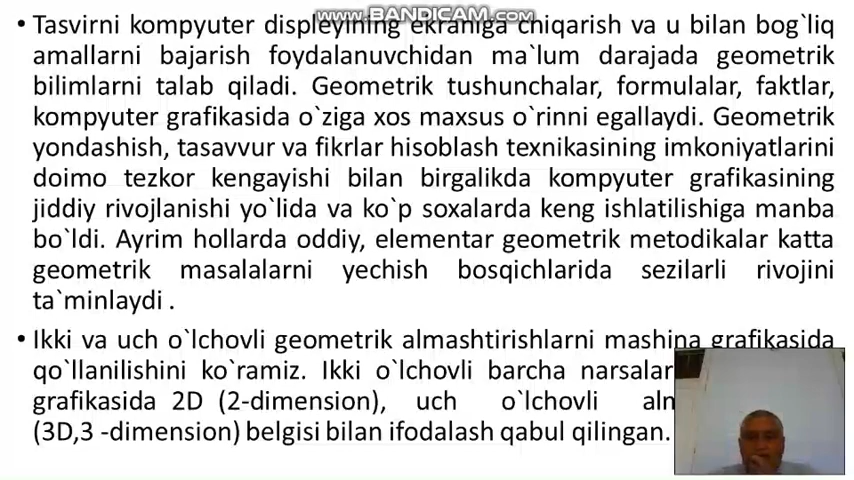 www.BANDICAM.com
• Tasvirni kompyuter displeyining ekraniga chiqarish va u bilan bog`liq
amallarni bajarish foydalanuvchidan ma`lum darajada geometrik
bilimlarni talab qiladi. Geometrik tushunchalar, formulalar, faktlar,
kompyuter grafikasida o`ziga xos maxsus o`rinni egallaydi. Geometrik
yondashish, tasavvur va fikrlar hisoblash texnikasining imkoniyatlarini
doimo tezkor kengayishi bilan birgalikda kompyuter grafikasining
jiddiy rivojlanishi yo`lida va ko`p soxalarda keng ishlatilishiga manba
bo`ldi. Ayrim hollarda oddiy, elementar geometrik metodikalar katta
geometrik masalalarni yechish bosqichlarida sezilarli rivojini
ta`minlaydi .
• Ikki va uch o`lchovli geometrik almashtirishlarni mashina grafikasida
qo`llanilishini ko`ramiz. Ikki o`lchovli barcha narsalar
grafikasida 2D (2-dimension), uch o`lchovli
(3D,3 -dimension) belgisi bilan ifodalash qabul qilingan.